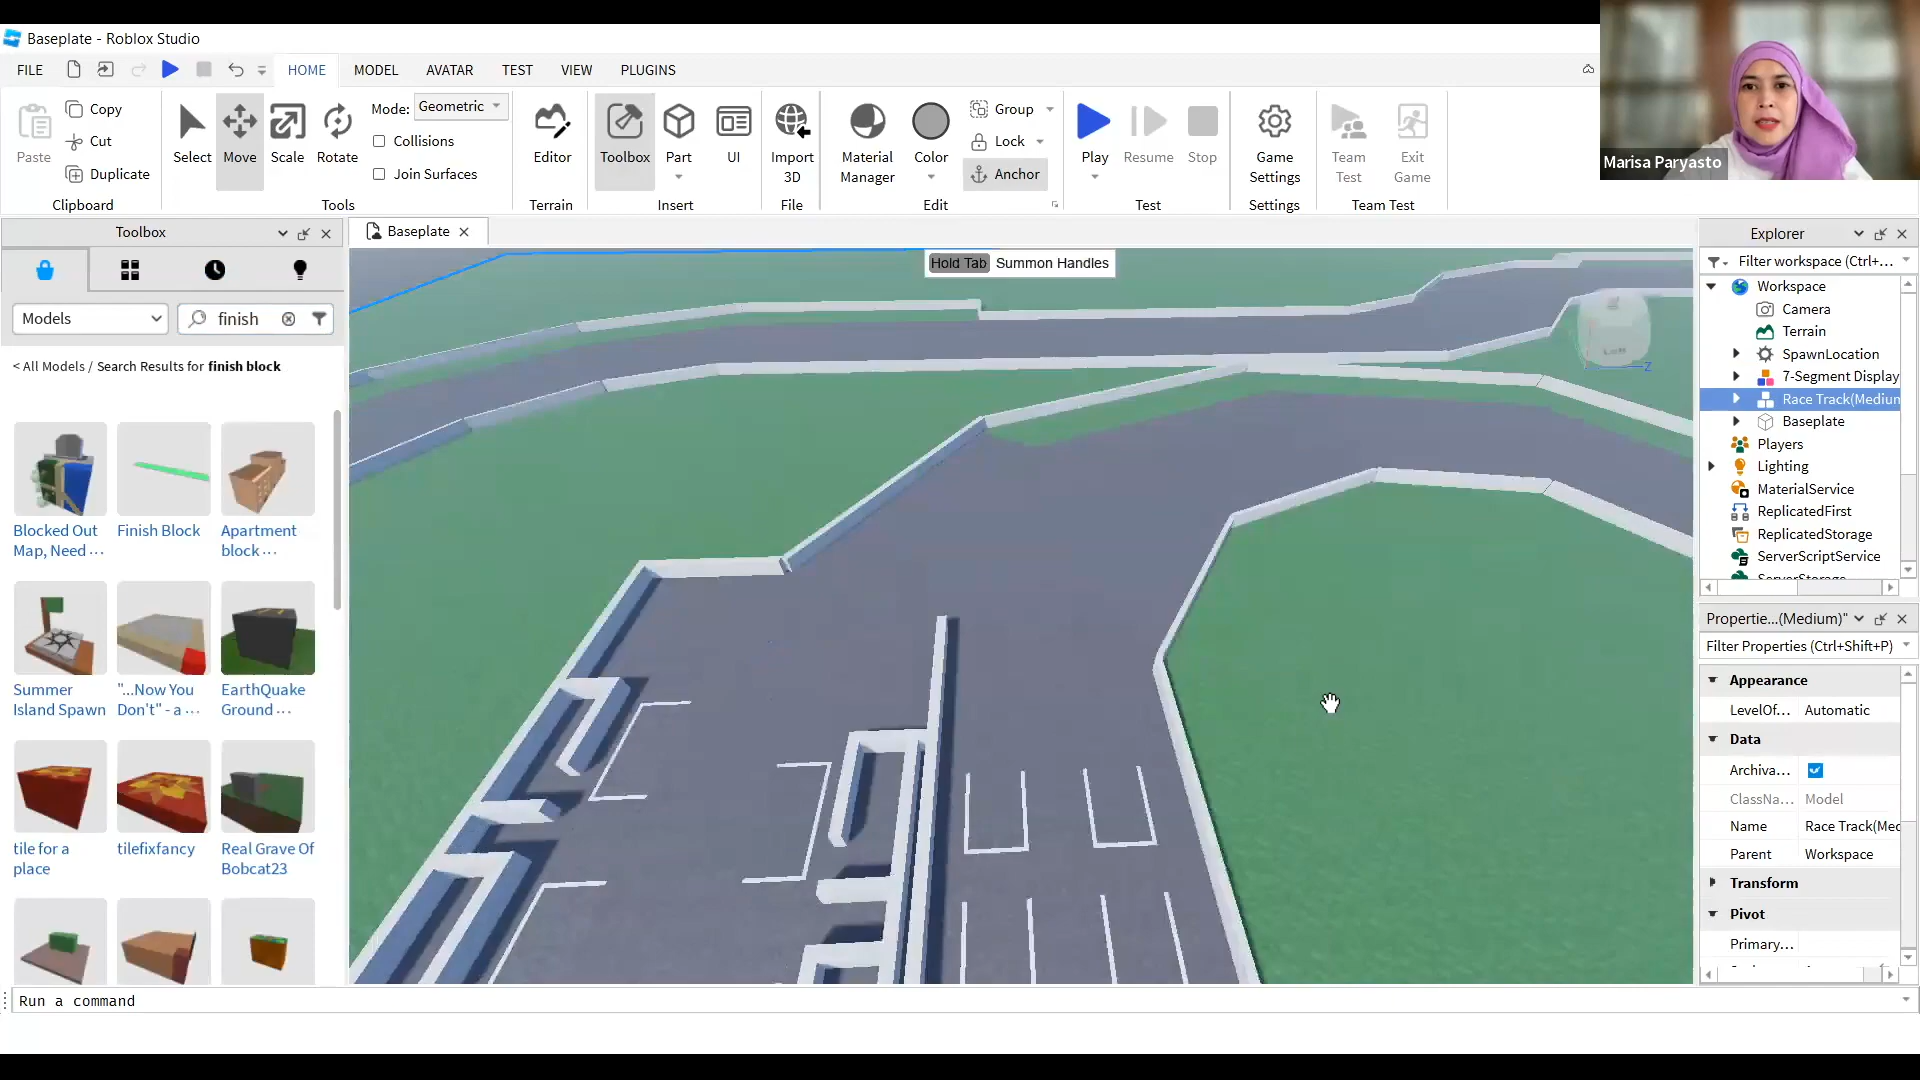 Baseplate - Roblox Studio
FILE
HOME
MODEL
AVATAR
TEST
VIEW
PLUGINS
Paste
Copy
Cut
Duplicate
Clipboard
Select
Move
Scale
Rotate
Mode:
Geometric
Collisions
Join Surfaces
Tools
Editor
Terrain
Toolbox
Part
UI
Insert
Import
3D
File
Material
Manager
Color
Group
Lock
Anchor
Edit
Play
Resume
Stop
Test
Game
Settings
Settings
Team
Test
Exit
Game
Team Test
Marisa Paryasto
Toolbox
Models
finish
< All Models / Search Results for finish block
Blocked Out
Map, Need ...
Finish Block
Apartment
block ...
Summer
Island Spawn
"...Now You
Don't" - a ...
EarthQuake
Ground ...
tile for a
place
tilefixfancy
Real Grave Of
Bobcat23
Baseplate
Hold Tab
Summon Handles
Z
Explorer
Filter workspace (Ctrl+...
Workspace
Camera
Terrain
SpawnLocation
7-Segment Display
Race Track(Medium
Baseplate
Players
Lighting
MaterialService
ReplicatedFirst
ReplicatedStorage
ServerScriptService
ServerStorage
Propertie...(Medium)"
Filter Properties (Ctrl+Shift+P)
Appearance
LevelOf...
Automatic
Data
Archiva...
ClassNa...
Model
Name
Race Track(Med
Parent
Workspace
Transform
Pivot
Primary...
Run a command